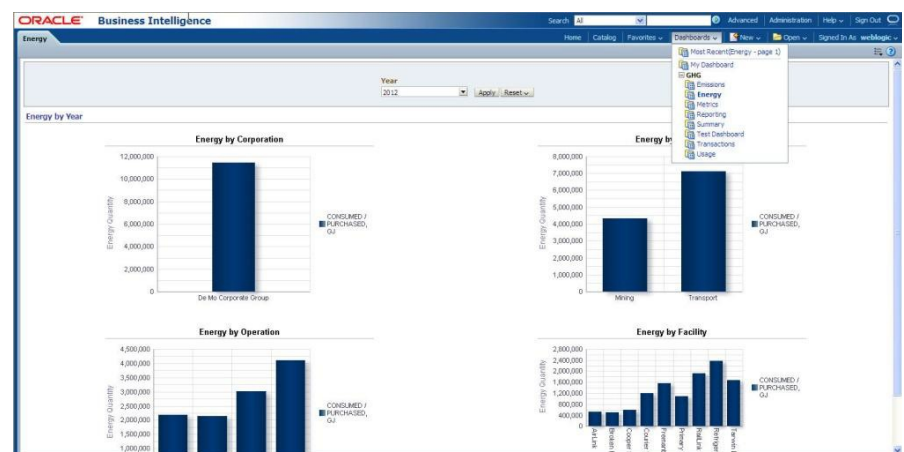 ORACLE Business Intelligence
Search All Advanced Administration Help Sign Out
Energy
Home Catalog Favorites Dashboards New Open Signed In As weblogic
Most Recent(Energy - page 1)
My Dashboard
GHG
Emissions
Energy
Metrics
Reporting
Summary
Test Dashboard
Transactions
Usage
Year
2012 Apply Reset
Energy by Year
Energy by Corporation
Energy Quantity
12,000,000
10,000,000
8,000,000
6,000,000
4,000,000
2,000,000
0
De Mo Corporate Group
CONSUMED /
PURCHASED,
GJ
Energy by
Energy Quantity
8,000,000
7,000,000
6,000,000
5,000,000
4,000,000
3,000,000
2,000,000
1,000,000
0
Mining Transport
CONSUMED /
PURCHASED,
GJ
Energy by Operation
Energy Quantity
4,500,000
4,000,000
3,500,000
3,000,000
2,500,000
2,000,000
1,500,000
1,000,000
CONSUMED /
PURCHASED,
GJ
Energy by Facility
Energy Quantity
2,800,000
2,400,000
2,000,000
1,600,000
1,200,000
800,000
400,000
0
AirLink
Broken
Cooper
Courier
Primary
RailLink
CONSUMED /
PURCHASED,
GJ